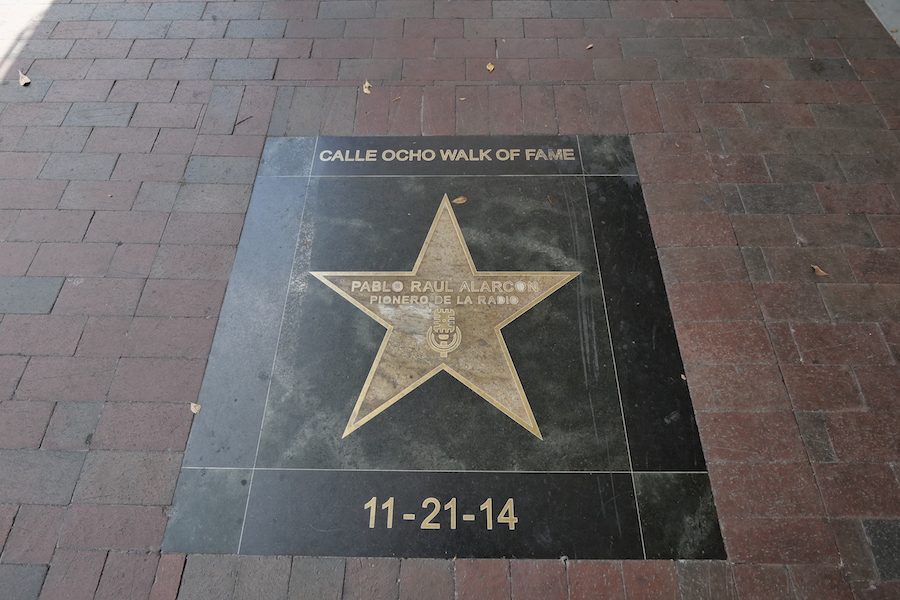 CALLE OCHO WALK OF FAME
PABLO RAUL ALARCON
PIONERO DE LA RADIO
11-21-14